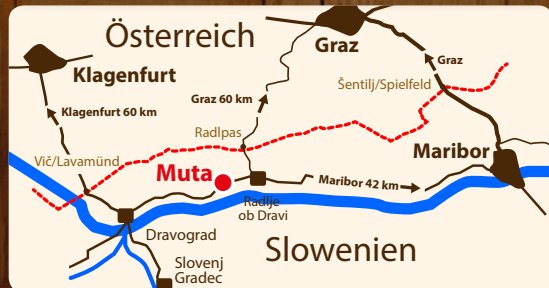 Österreich
Graz
Klagenfurt
Graz
Klagenfurt 60 km
Graz 60 km
Šentilj/Spielfeld
Radlpas
Vič/Lavamünd
Muta
Maribor
Maribor 42 km
Radlje
ob Dravi
Dravograd
Slowenien
Slovenj
Gradec